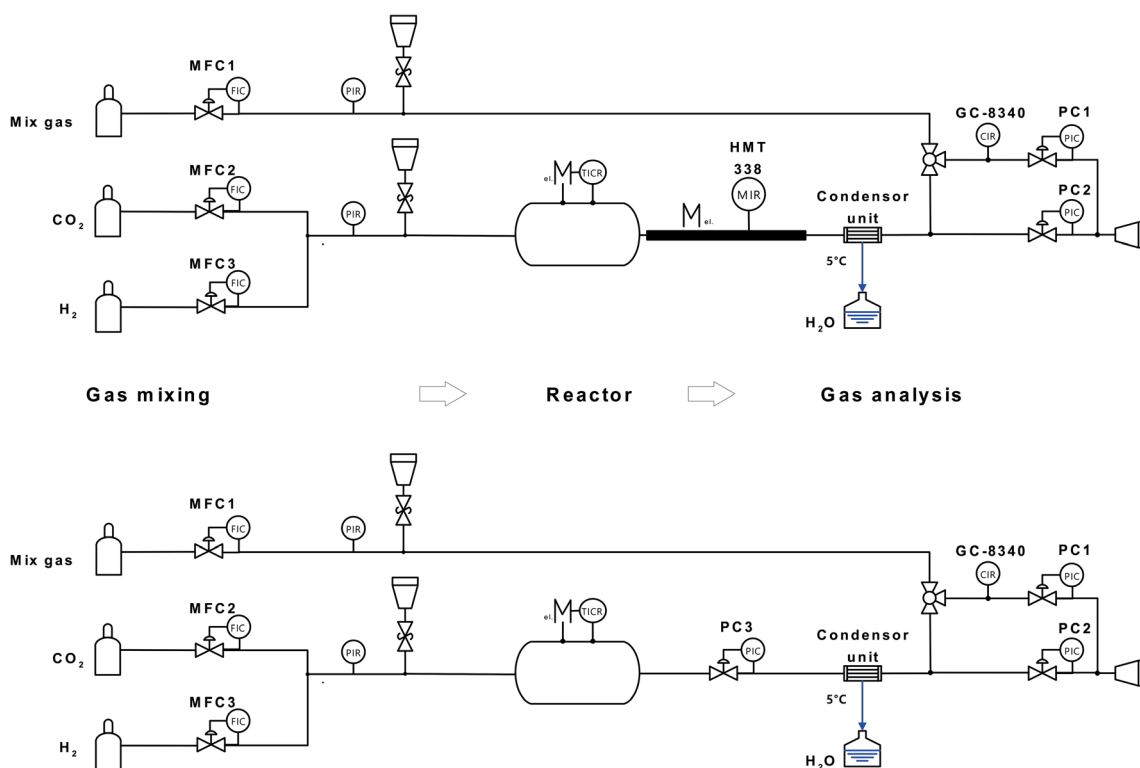 MFC1
FIC
PIR
Mix gas
GC-8340
PC1
CIR
PIC
MFC2
FIC
HMT
338
el.
M
TICR
MIR
CO2
PIR
M
el.
Condensor
unit
PC2
PIC
MFC3
FIC
5°C
H2
H2O
Gas mixing
Reactor
Gas analysis
MFC1
FIC
PIR
Mix gas
GC-8340
PC1
CIR
PIC
MFC2
FIC
el.
M
TICR
CO2
PIR
PC3
PIC
Condensor
unit
PC2
PIC
MFC3
FIC
5°C
H2
H2O